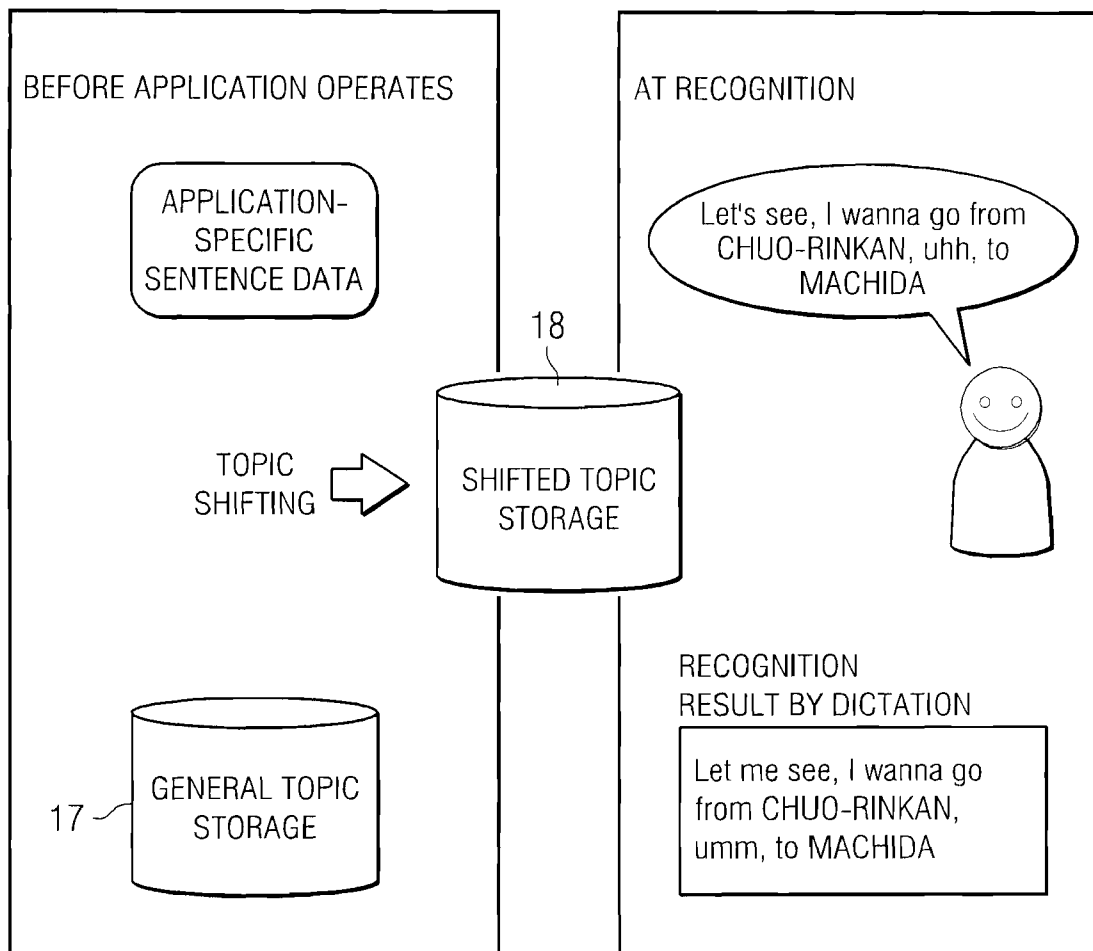 BEFORE APPLICATION OPERATES
APPLICATION-
SPECIFIC
SENTENCE DATA
TOPIC
SHIFTING
18
SHIFTED TOPIC
STORAGE
17
GENERAL TOPIC
STORAGE
AT RECOGNITION
Let's see, I wanna go from
CHUO-RINKAN, uhh, to
MACHIDA
RECOGNITION
RESULT BY DICTATION
Let me see, I wanna go
from CHUO-RINKAN,
umm, to MACHIDA